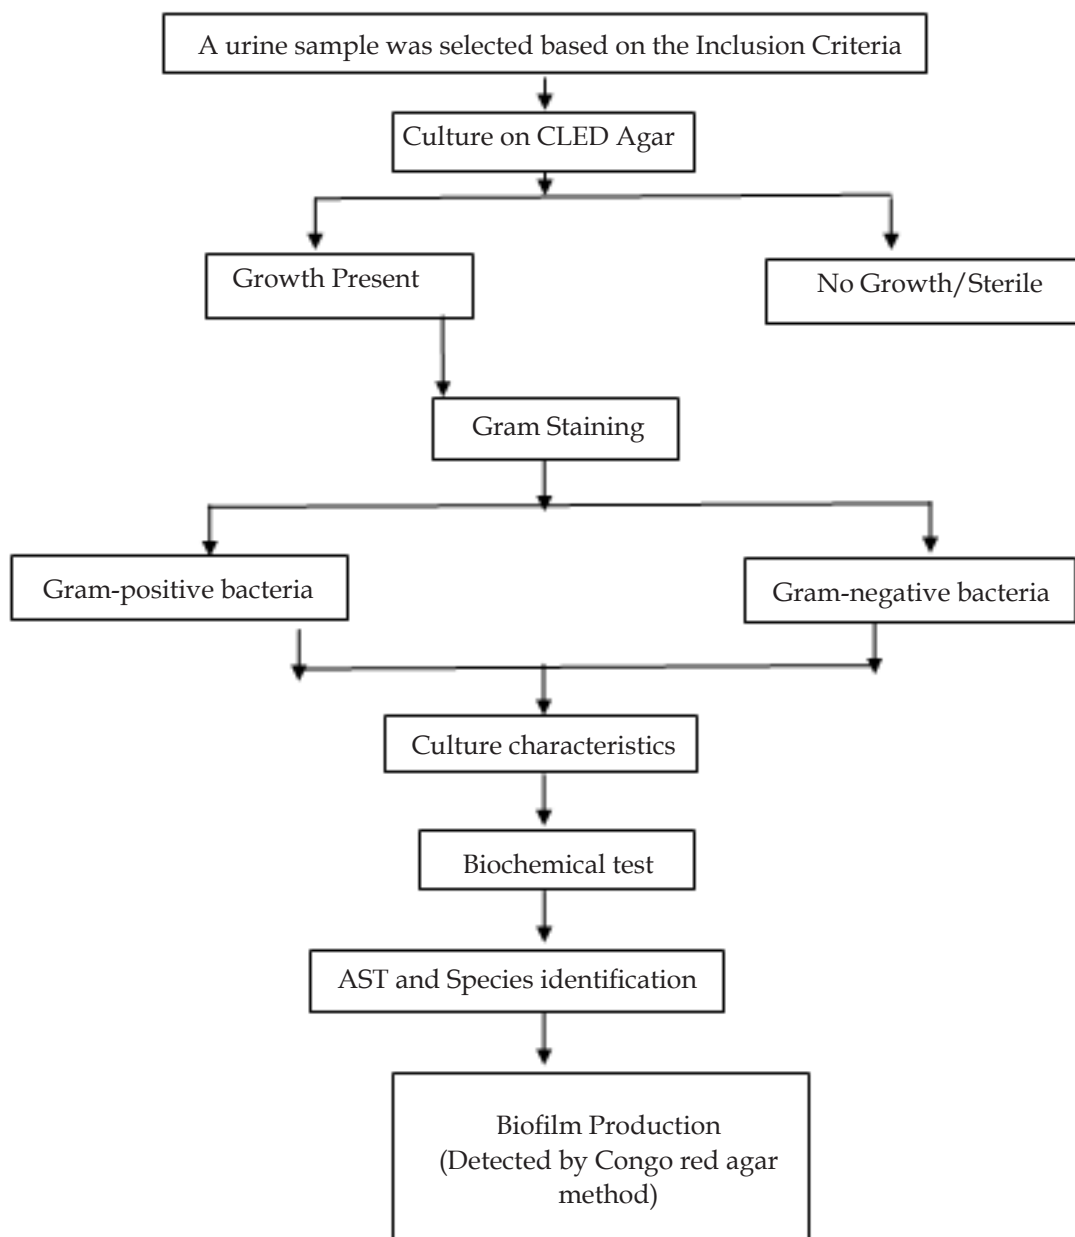 A urine sample was selected based on the Inclusion Criteria
Culture on CLED Agar
Growth Present
No Growth/Sterile
Gram Staining
Gram-positive bacteria
Gram-negative bacteria
Culture characteristics
Biochemical test
AST and Species identification
Biofilm Production
(Detected by Congo red agar
method)